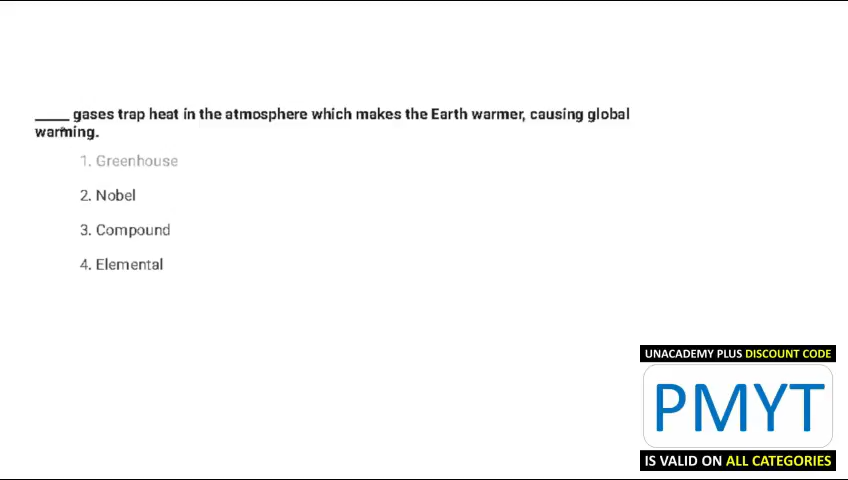 _____ gases trap heat in the atmosphere which makes the Earth warmer, causing global
warming.
1. Greenhouse
2. Nobel
3. Compound
4. Elemental
UNACADEMY PLUS DISCOUNT CODE
PMYT
IS VALID ON ALL CATEGORIES